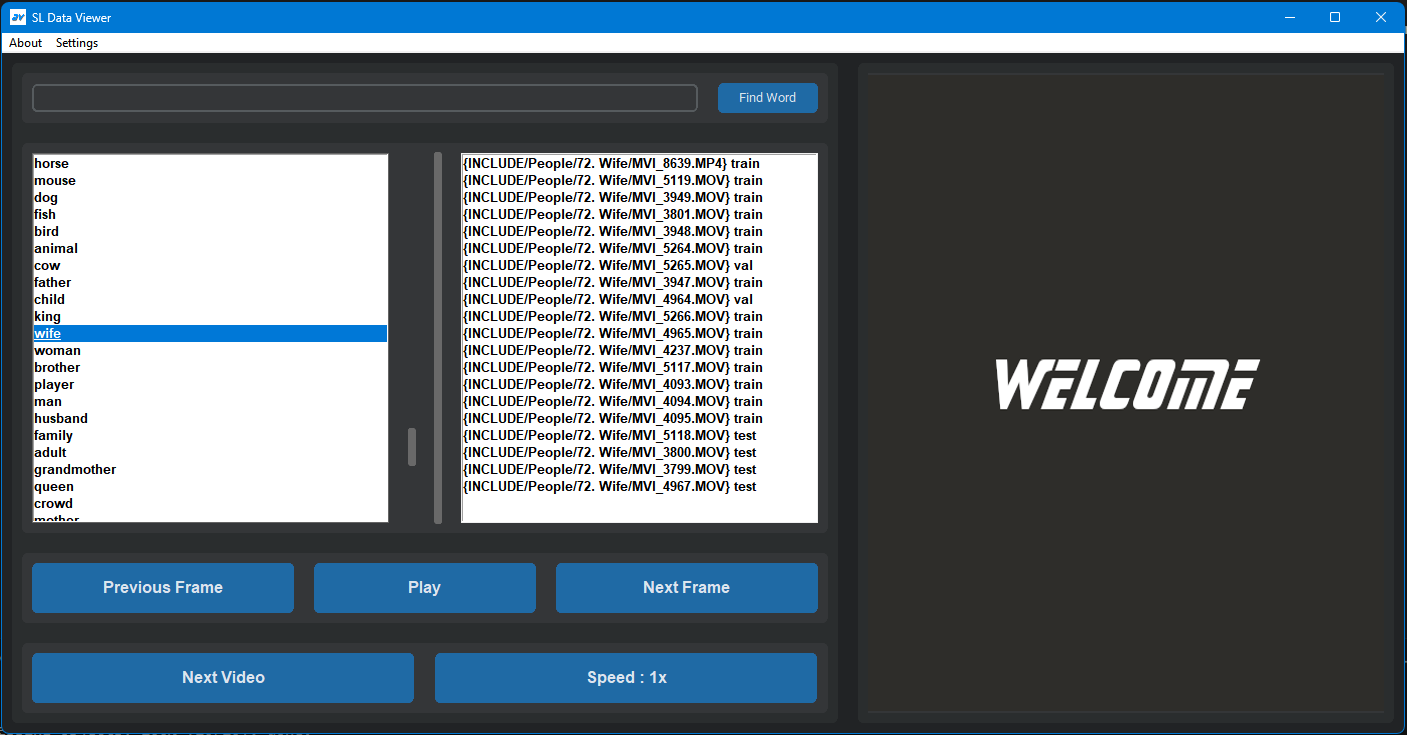 SL Data Viewer
About Settings
Find Word
horse
mouse
dog
fish
bird
animal
cow
father
child
king
wife
woman
brother
player
man
husband
family
adult
grandmother
queen
crowd
mother
{INCLUDE/People/72. Wife/MVI_8639.MP4} train
{INCLUDE/People/72. Wife/MVI_5119.MOV} train
{INCLUDE/People/72. Wife/MVI_3949.MOV} train
{INCLUDE/People/72. Wife/MVI_3801.MOV} train
{INCLUDE/People/72. Wife/MVI_3948.MOV} train
{INCLUDE/People/72. Wife/MVI_5264.MOV} train
{INCLUDE/People/72. Wife/MVI_5265.MOV} val
{INCLUDE/People/72. Wife/MVI_3947.MOV} train
{INCLUDE/People/72. Wife/MVI_4964.MOV} val
{INCLUDE/People/72. Wife/MVI_5266.MOV} train
{INCLUDE/People/72. Wife/MVI_4965.MOV} train
{INCLUDE/People/72. Wife/MVI_4237.MOV} train
{INCLUDE/People/72. Wife/MVI_5117.MOV} train
{INCLUDE/People/72. Wife/MVI_4093.MOV} train
{INCLUDE/People/72. Wife/MVI_4094.MOV} train
{INCLUDE/People/72. Wife/MVI_4095.MOV} train
{INCLUDE/People/72. Wife/MVI_5118.MOV} test
{INCLUDE/People/72. Wife/MVI_3800.MOV} test
{INCLUDE/People/72. Wife/MVI_3799.MOV} test
{INCLUDE/People/72. Wife/MVI_4967.MOV} test
Previous Frame
Play
Next Frame
Next Video
Speed : 1x
WELCOME